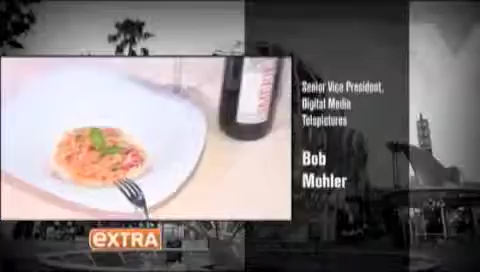 Senior Vice President,
Digital Media
Telepictures
Bob
Mohler
extra